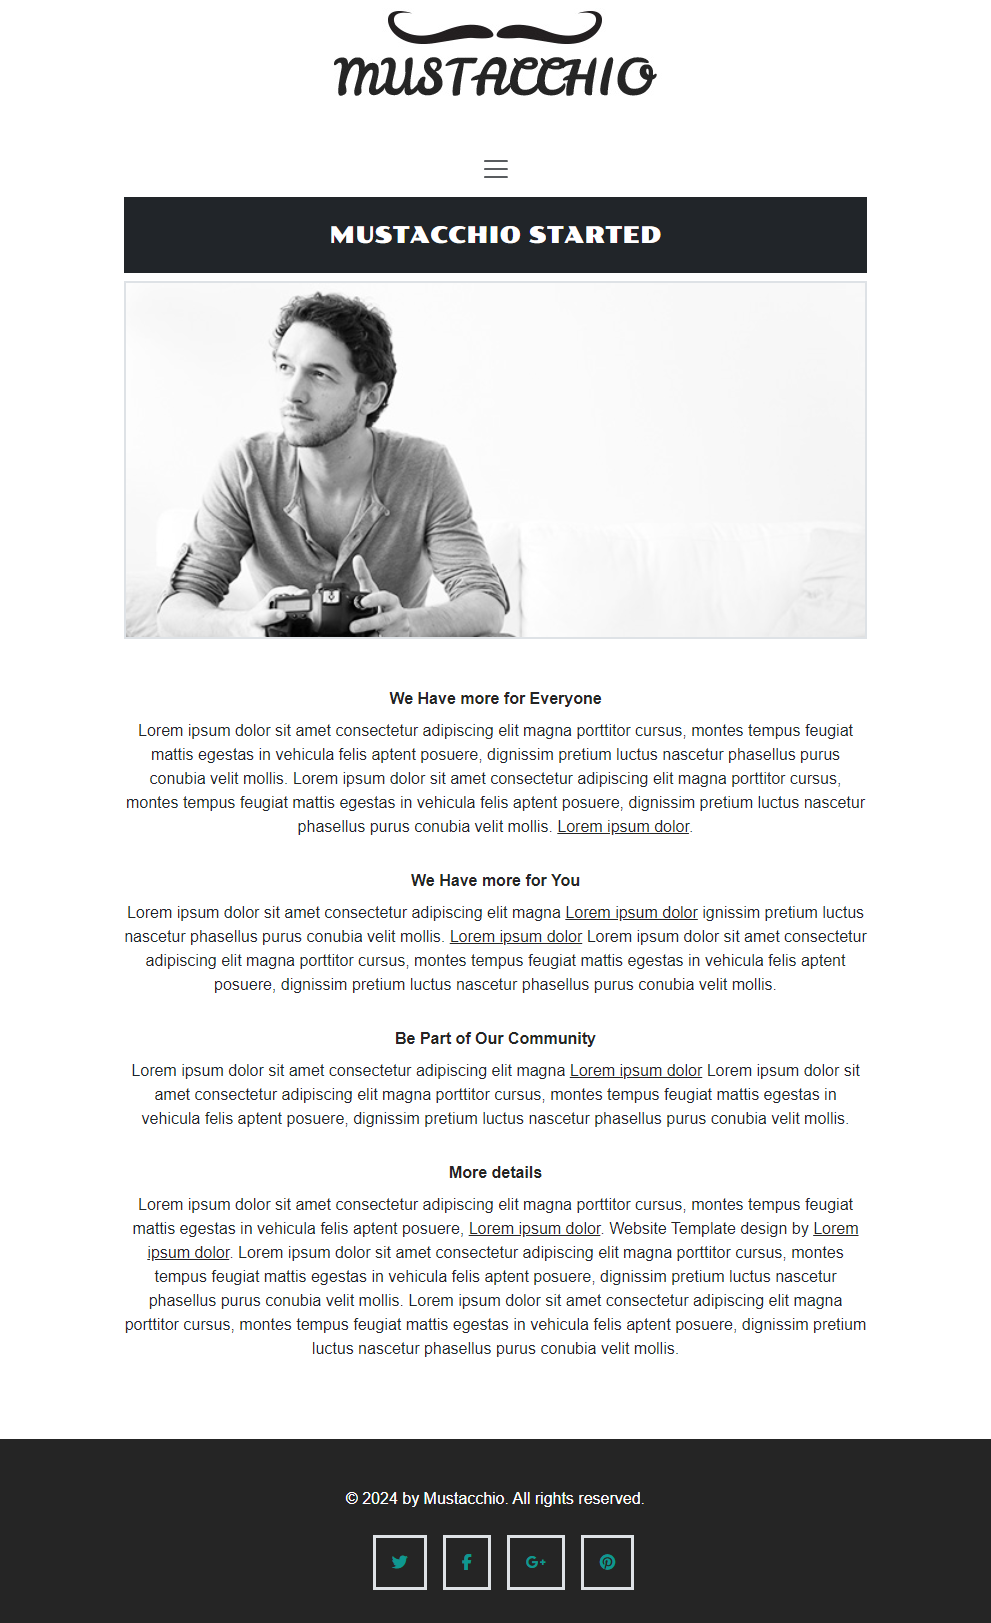 MUSTACCHIO
MUSTACCHIO STARTED
We Have more for Everyone
Lorem ipsum dolor sit amet consectetur adipiscing elit magna porttitor cursus, montes tempus feugiat
mattis egestas in vehicula felis aptent posuere, dignissim pretium luctus nascetur phasellus purus
conubia velit mollis. Lorem ipsum dolor sit amet consectetur adipiscing elit magna porttitor cursus,
montes tempus feugiat mattis egestas in vehicula felis aptent posuere, dignissim pretium luctus nascetur
phasellus purus conubia velit mollis. Lorem ipsum dolor.
We Have more for You
Lorem ipsum dolor sit amet consectetur adipiscing elit magna Lorem ipsum dolor ignissim pretium luctus
nascetur phasellus purus conubia velit mollis. Lorem ipsum dolor Lorem ipsum dolor sit amet consectetur
adipiscing elit magna porttitor cursus, montes tempus feugiat mattis egestas in vehicula felis aptent
posuere, dignissim pretium luctus nascetur phasellus purus conubia velit mollis.
Be Part of Our Community
Lorem ipsum dolor sit amet consectetur adipiscing elit magna Lorem ipsum dolor Lorem ipsum dolor sit
amet consectetur adipiscing elit magna porttitor cursus, montes tempus feugiat mattis egestas in
vehicula felis aptent posuere, dignissim pretium luctus nascetur phasellus purus conubia velit mollis.
More details
Lorem ipsum dolor sit amet consectetur adipiscing elit magna porttitor cursus, montes tempus feugiat
mattis egestas in vehicula felis aptent posuere, Lorem ipsum dolor. Website Template design by Lorem
ipsum dolor. Lorem ipsum dolor sit amet consectetur adipiscing elit magna porttitor cursus, montes
tempus feugiat mattis egestas in vehicula felis aptent posuere, dignissim pretium luctus nascetur
phasellus purus conubia velit mollis. Lorem ipsum dolor sit amet consectetur adipiscing elit magna
porttitor cursus, montes tempus feugiat mattis egestas in vehicula felis aptent posuere, dignissim pretium
luctus nascetur phasellus purus conubia velit mollis.
© 2024 by Mustacchio. All rights reserved.